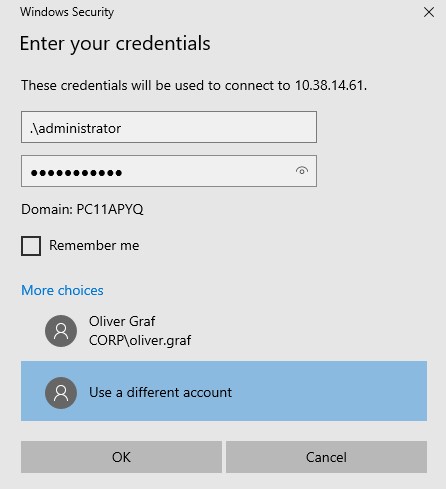 Windows Security
Enter your credentials
These credentials will be used to connect to 10.38.14.61.
.\administrator
●●●●●●●●●●●
Domain: PC11APYQ
Remember me
More choices
Oliver Graf
CORP\oliver.graf
Use a different account
OK Cancel